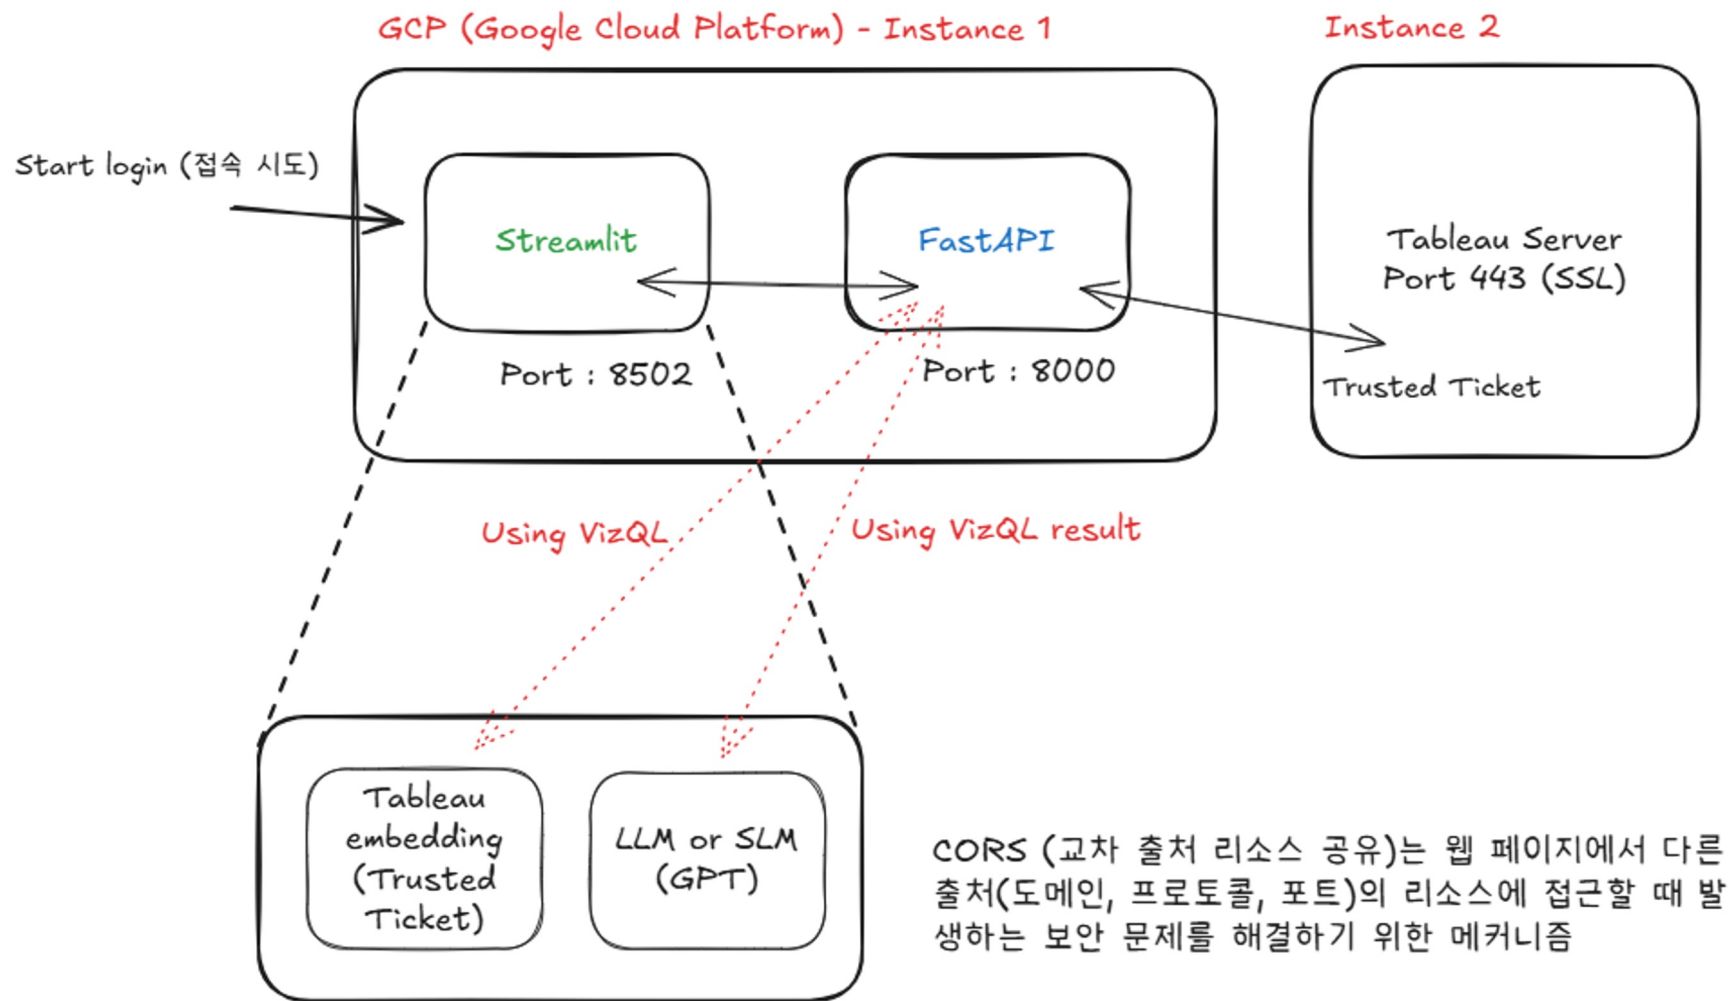 GCP (Google Cloud Platform) - Instance 1
Instance 2
Start login (접속 시도)
Streamlit
FastAPI
Tableau Server
Port 443 (SSL)
Port : 8502
Port : 8000
Trusted Ticket
Using VizQL
Using VizQL result
Tableau
embedding
(Trusted
Ticket)
LLM or SLM
(GPT)
CORS (교차 출처 리소스 공유)는 웹 페이지에서 다른
출처(도메인, 프로토콜, 포트)의 리소스에 접근할 때 발
생하는 보안 문제를 해결하기 위한 메커니즘